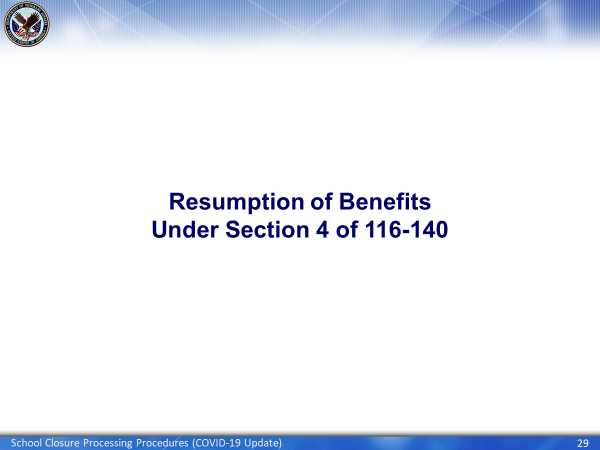 Resumption of Benefits
Under Section 4 of 116-140
School Closure Processing Procedures (COVID-19 Update)
29